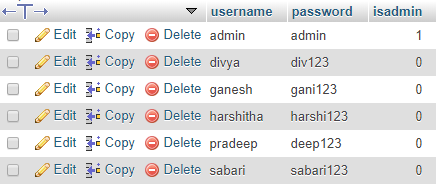 username password isadmin
Edit Copy Delete admin admin 1
Edit Copy Delete divya div123 0
Edit Copy Delete ganesh gani123 0
Edit Copy Delete harshitha harshi123 0
Edit Copy Delete pradeep deep123 0
Edit Copy Delete sabari sabari123 0